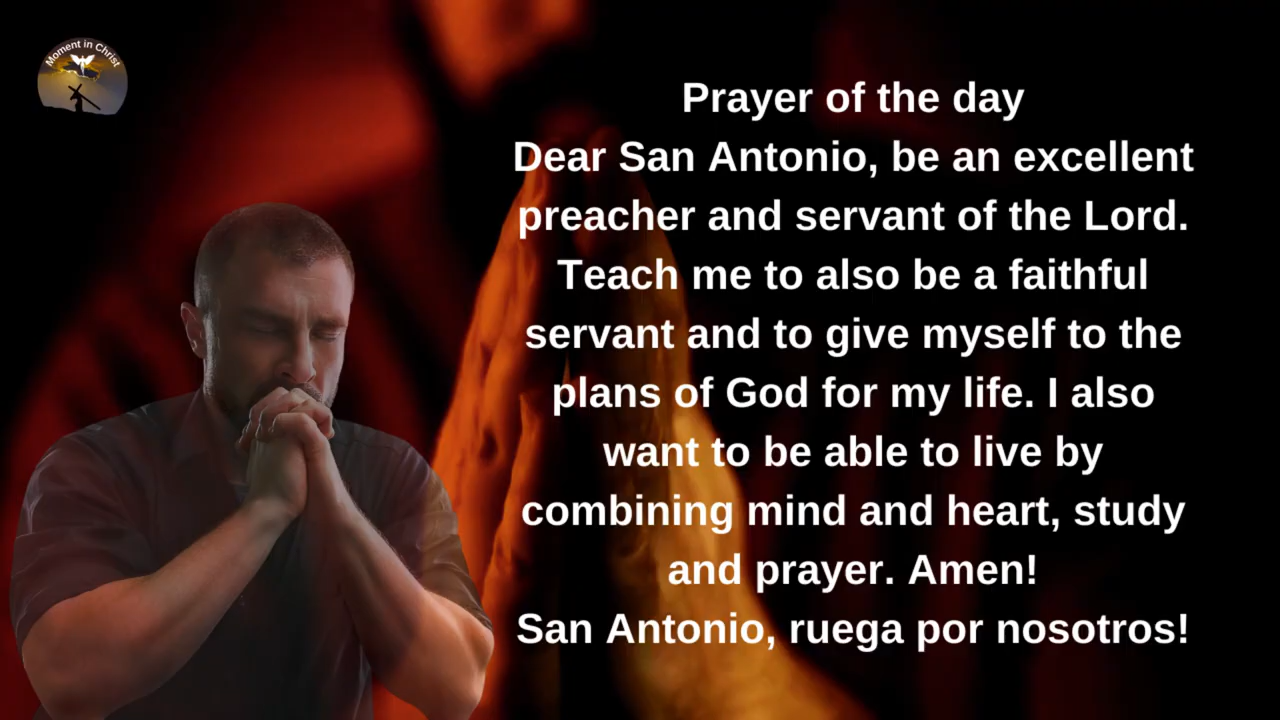 Moment in Christ
Prayer of the day
Dear San Antonio, be an excellent
preacher and servant of the Lord.
Teach me to also be a faithful
servant and to give myself to the
plans of God for my life. I also
want to be able to live by
combining mind and heart, study
and prayer. Amen!
San Antonio, ruega por nosotros!